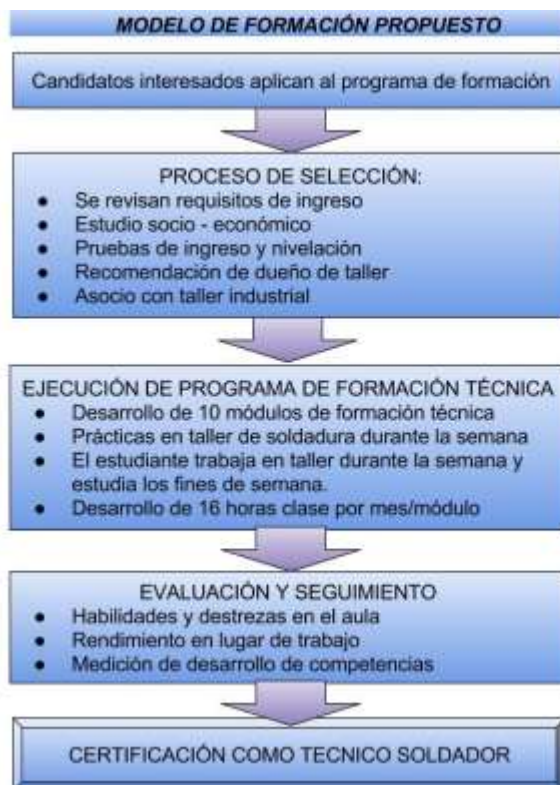 MODELO DE FORMACIÓN PROPUESTO
Candidatos interesados aplican al programa de formación
PROCESO DE SELECCIÓN:
● Se revisan requisitos de ingreso
● Estudio socio - económico
● Pruebas de ingreso y nivelación
● Recomendación de dueño de taller
● Asocio con taller industrial
EJECUCIÓN DE PROGRAMA DE FORMACIÓN TÉCNICA
● Desarrollo de 10 módulos de formación técnica
● Prácticas en taller de soldadura durante la semana
● El estudiante trabaja en taller durante la semana y
estudia los fines de semana.
● Desarrollo de 16 horas clase por mes/módulo
EVALUACIÓN Y SEGUIMIENTO
● Habilidades y destrezas en el aula
● Rendimiento en lugar de trabajo
● Medición de desarrollo de competencias
CERTIFICACIÓN COMO TECNICO SOLDADOR